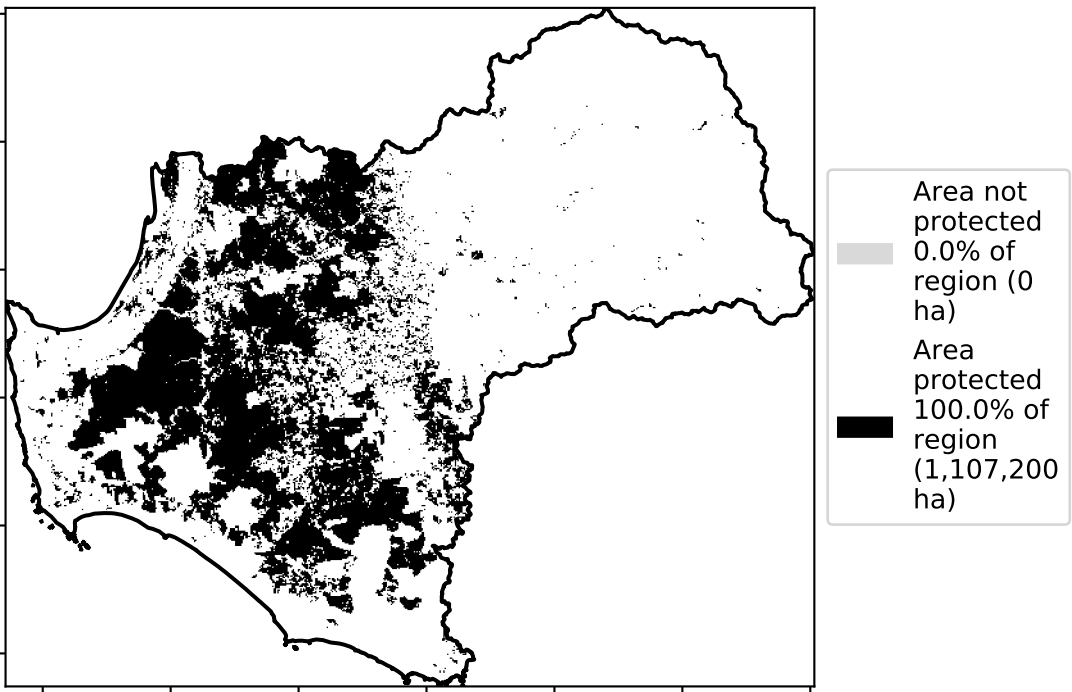 Area not
protected
0.0% of
region (0
ha)
Area
protected
100.0% of
region
(1,107,200
ha)